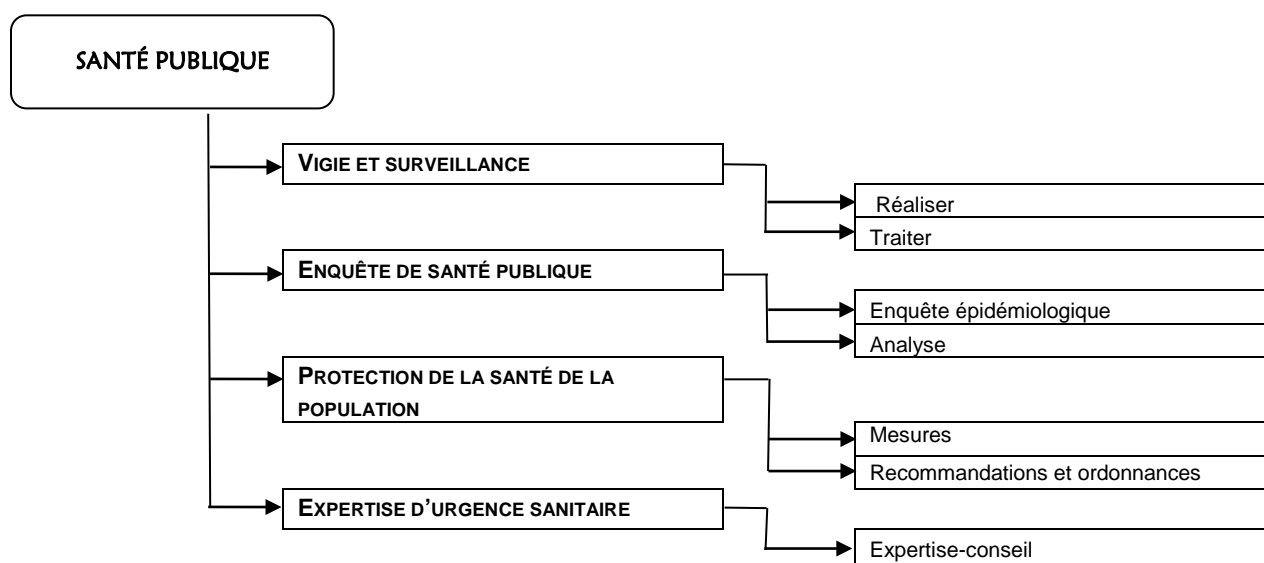 SANTÉ PUBLIQUE
VIGIE ET SURVEILLANCE
Réaliser
Traiter
ENQUÊTE DE SANTÉ PUBLIQUE
Enquête épidémiologique
Analyse
PROTECTION DE LA SANTÉ DE LA
POPULATION
Mesures
Recommandations et ordonnances
EXPERTISE D’URGENCE SANITAIRE
Expertise-conseil